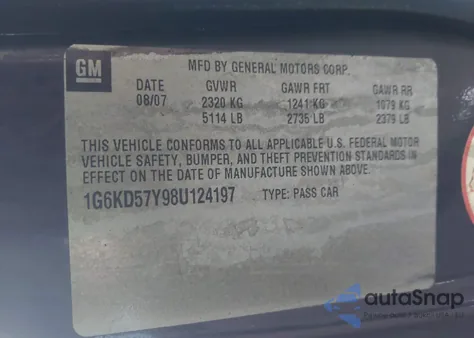 GM
MFD BY GENERAL MOTORS CORP.
DATE GVWR GAWR FRT GAWR RR
08/07 2320 KG 1241 KG 1079 KG
5114 LB 2735 LB 2379 LB
THIS VEHICLE CONFORMS TO ALL APPLICABLE U.S. FEDERAL MOTOR
VEHICLE SAFETY, BUMPER, AND THEFT PREVENTION STANDARDS IN
EFFECT ON THE DATE OF MANUFACTURE SHOWN ABOVE.
1G6KD57Y98U124197 TYPE: PASS CAR
autoSnap